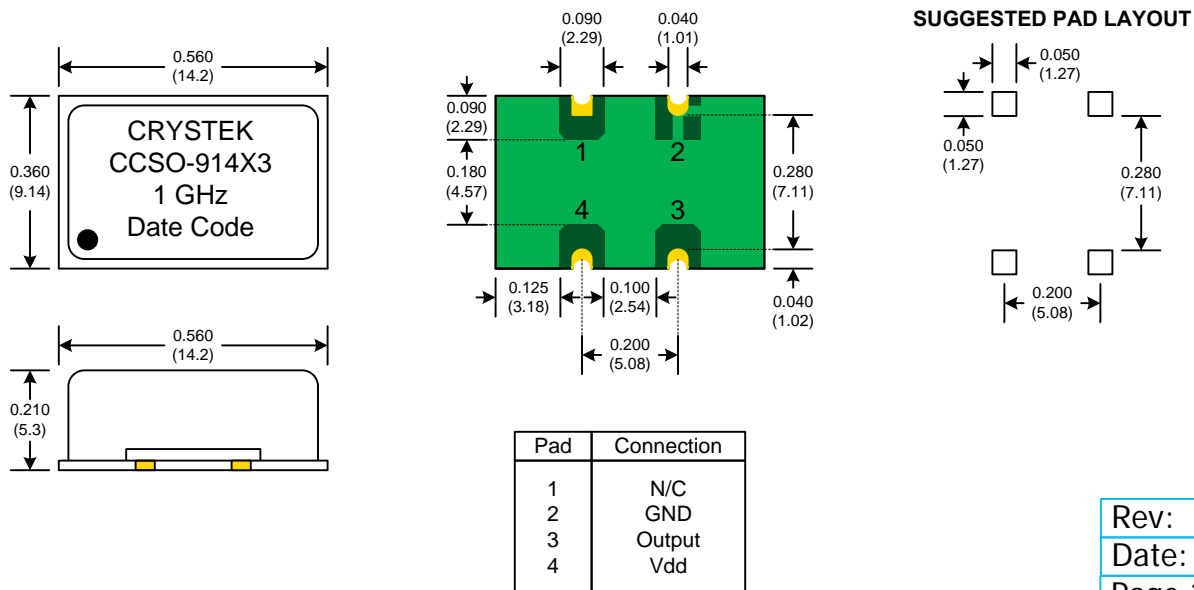 SUGGESTED PAD LAYOUT
0.560
(14.2)
0.360
(9.14)
CRYSTEK
CCSO-914X3
1 GHz
Date Code
0.090
(2.29)
0.040
(1.01)
0.090
(2.29)
0.180
(4.57)
1
2
4
3
0.280
(7.11)
0.125
(3.18)
0.100
(2.54)
0.040
(1.02)
0.200
(5.08)
0.050
(1.27)
0.050
(1.27)
0.280
(7.11)
0.200
(5.08)
0.560
(14.2)
0.210
(5.3)
Pad Connection
1 N/C
2 GND
3 Output
4 Vdd
Rev:
Date:
Page